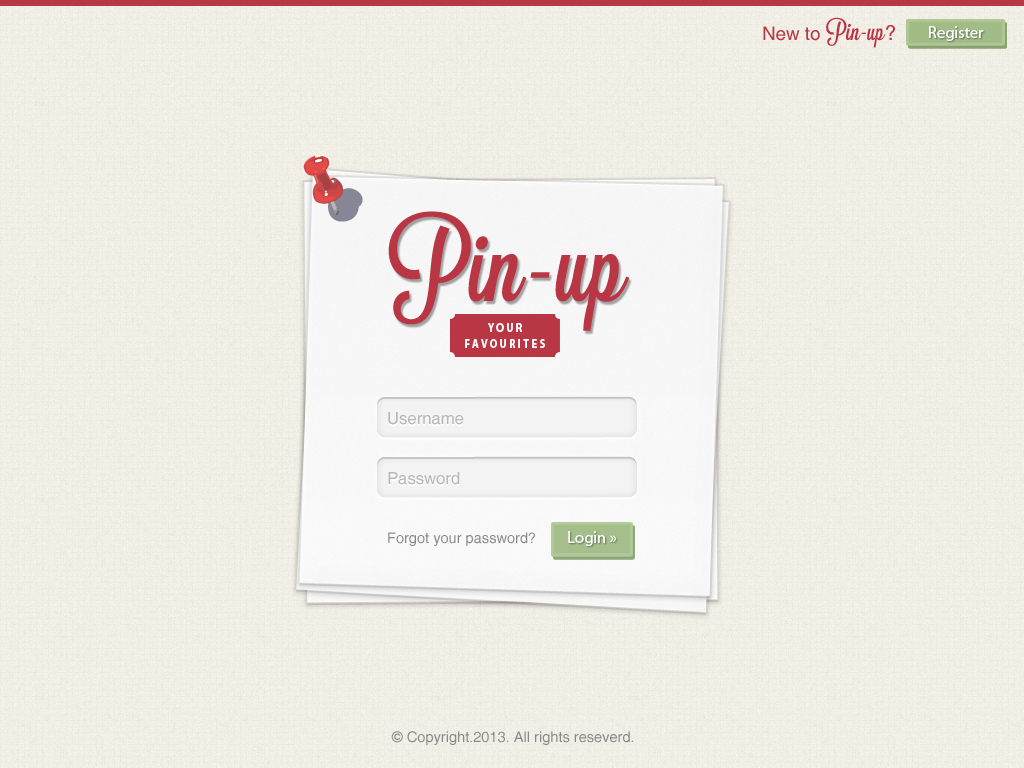 New to Pin-up? Register
Pin-up
YOUR
FAVOURITES
Username
Password
Forgot your password? Login »
© Copyright.2013. All rights reseverd.